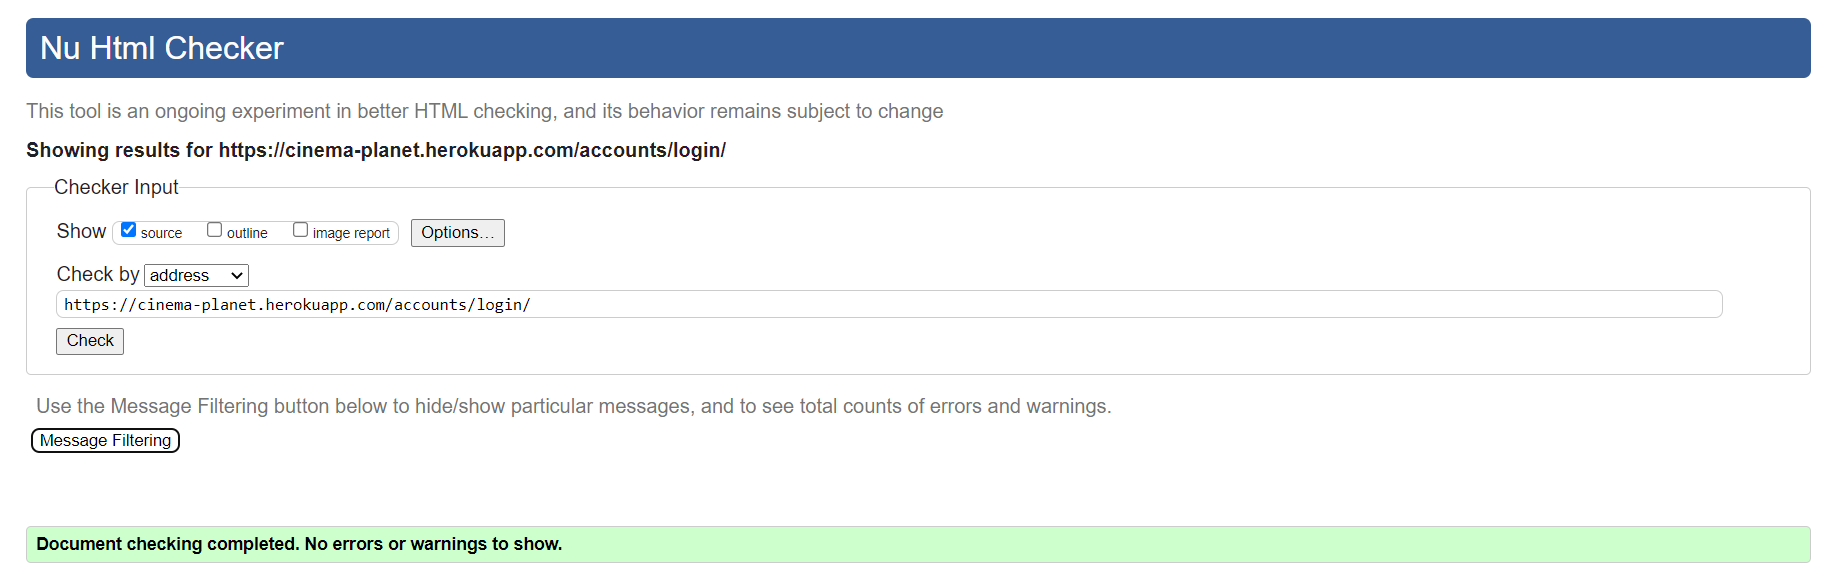 Nu Html Checker
This tool is an ongoing experiment in better HTML checking, and its behavior remains subject to change
Showing results for https://cinema-planet.herokuapp.com/accounts/login/
Checker Input
Show source outline image report Options...
Check by address
https://cinema-planet.herokuapp.com/accounts/login/
Check
Use the Message Filtering button below to hide/show particular messages, and to see total counts of errors and warnings.
Message Filtering
Document checking completed. No errors or warnings to show.